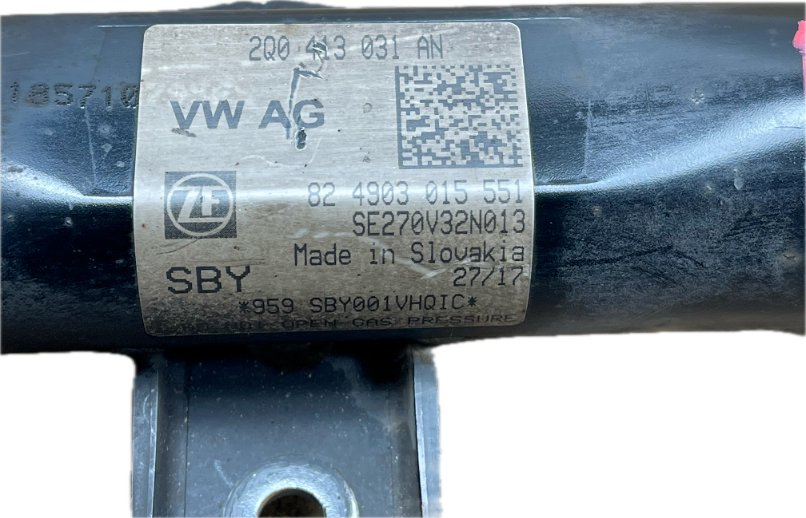 2Q0 413 031 AN
VW AG
ZF
82 4903 015 551
SE270V32N013
Made in Slovakia
SBY
27/17
*959 SBY001VHQIC*
OPEN GAS PRESSURE